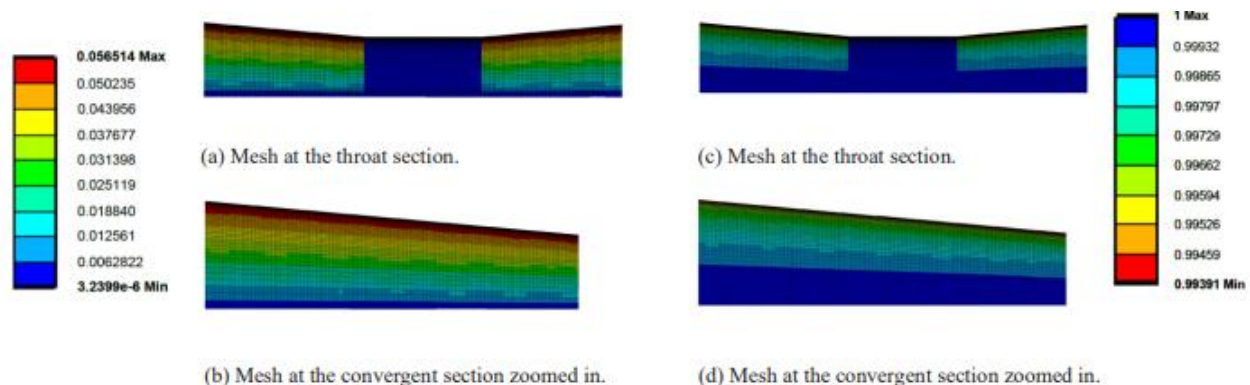 0.056514 Max
0.050235
0.043956
0.037677
0.031398
0.025119
0.018840
0.012561
0.0062822
3.2399e-6 Min
(a) Mesh at the throat section.
(b) Mesh at the convergent section zoomed in.
(c) Mesh at the throat section.
(d) Mesh at the convergent section zoomed in.
1 Max
0.99932
0.99865
0.99797
0.99729
0.99662
0.99594
0.99526
0.99459
0.99391 Min